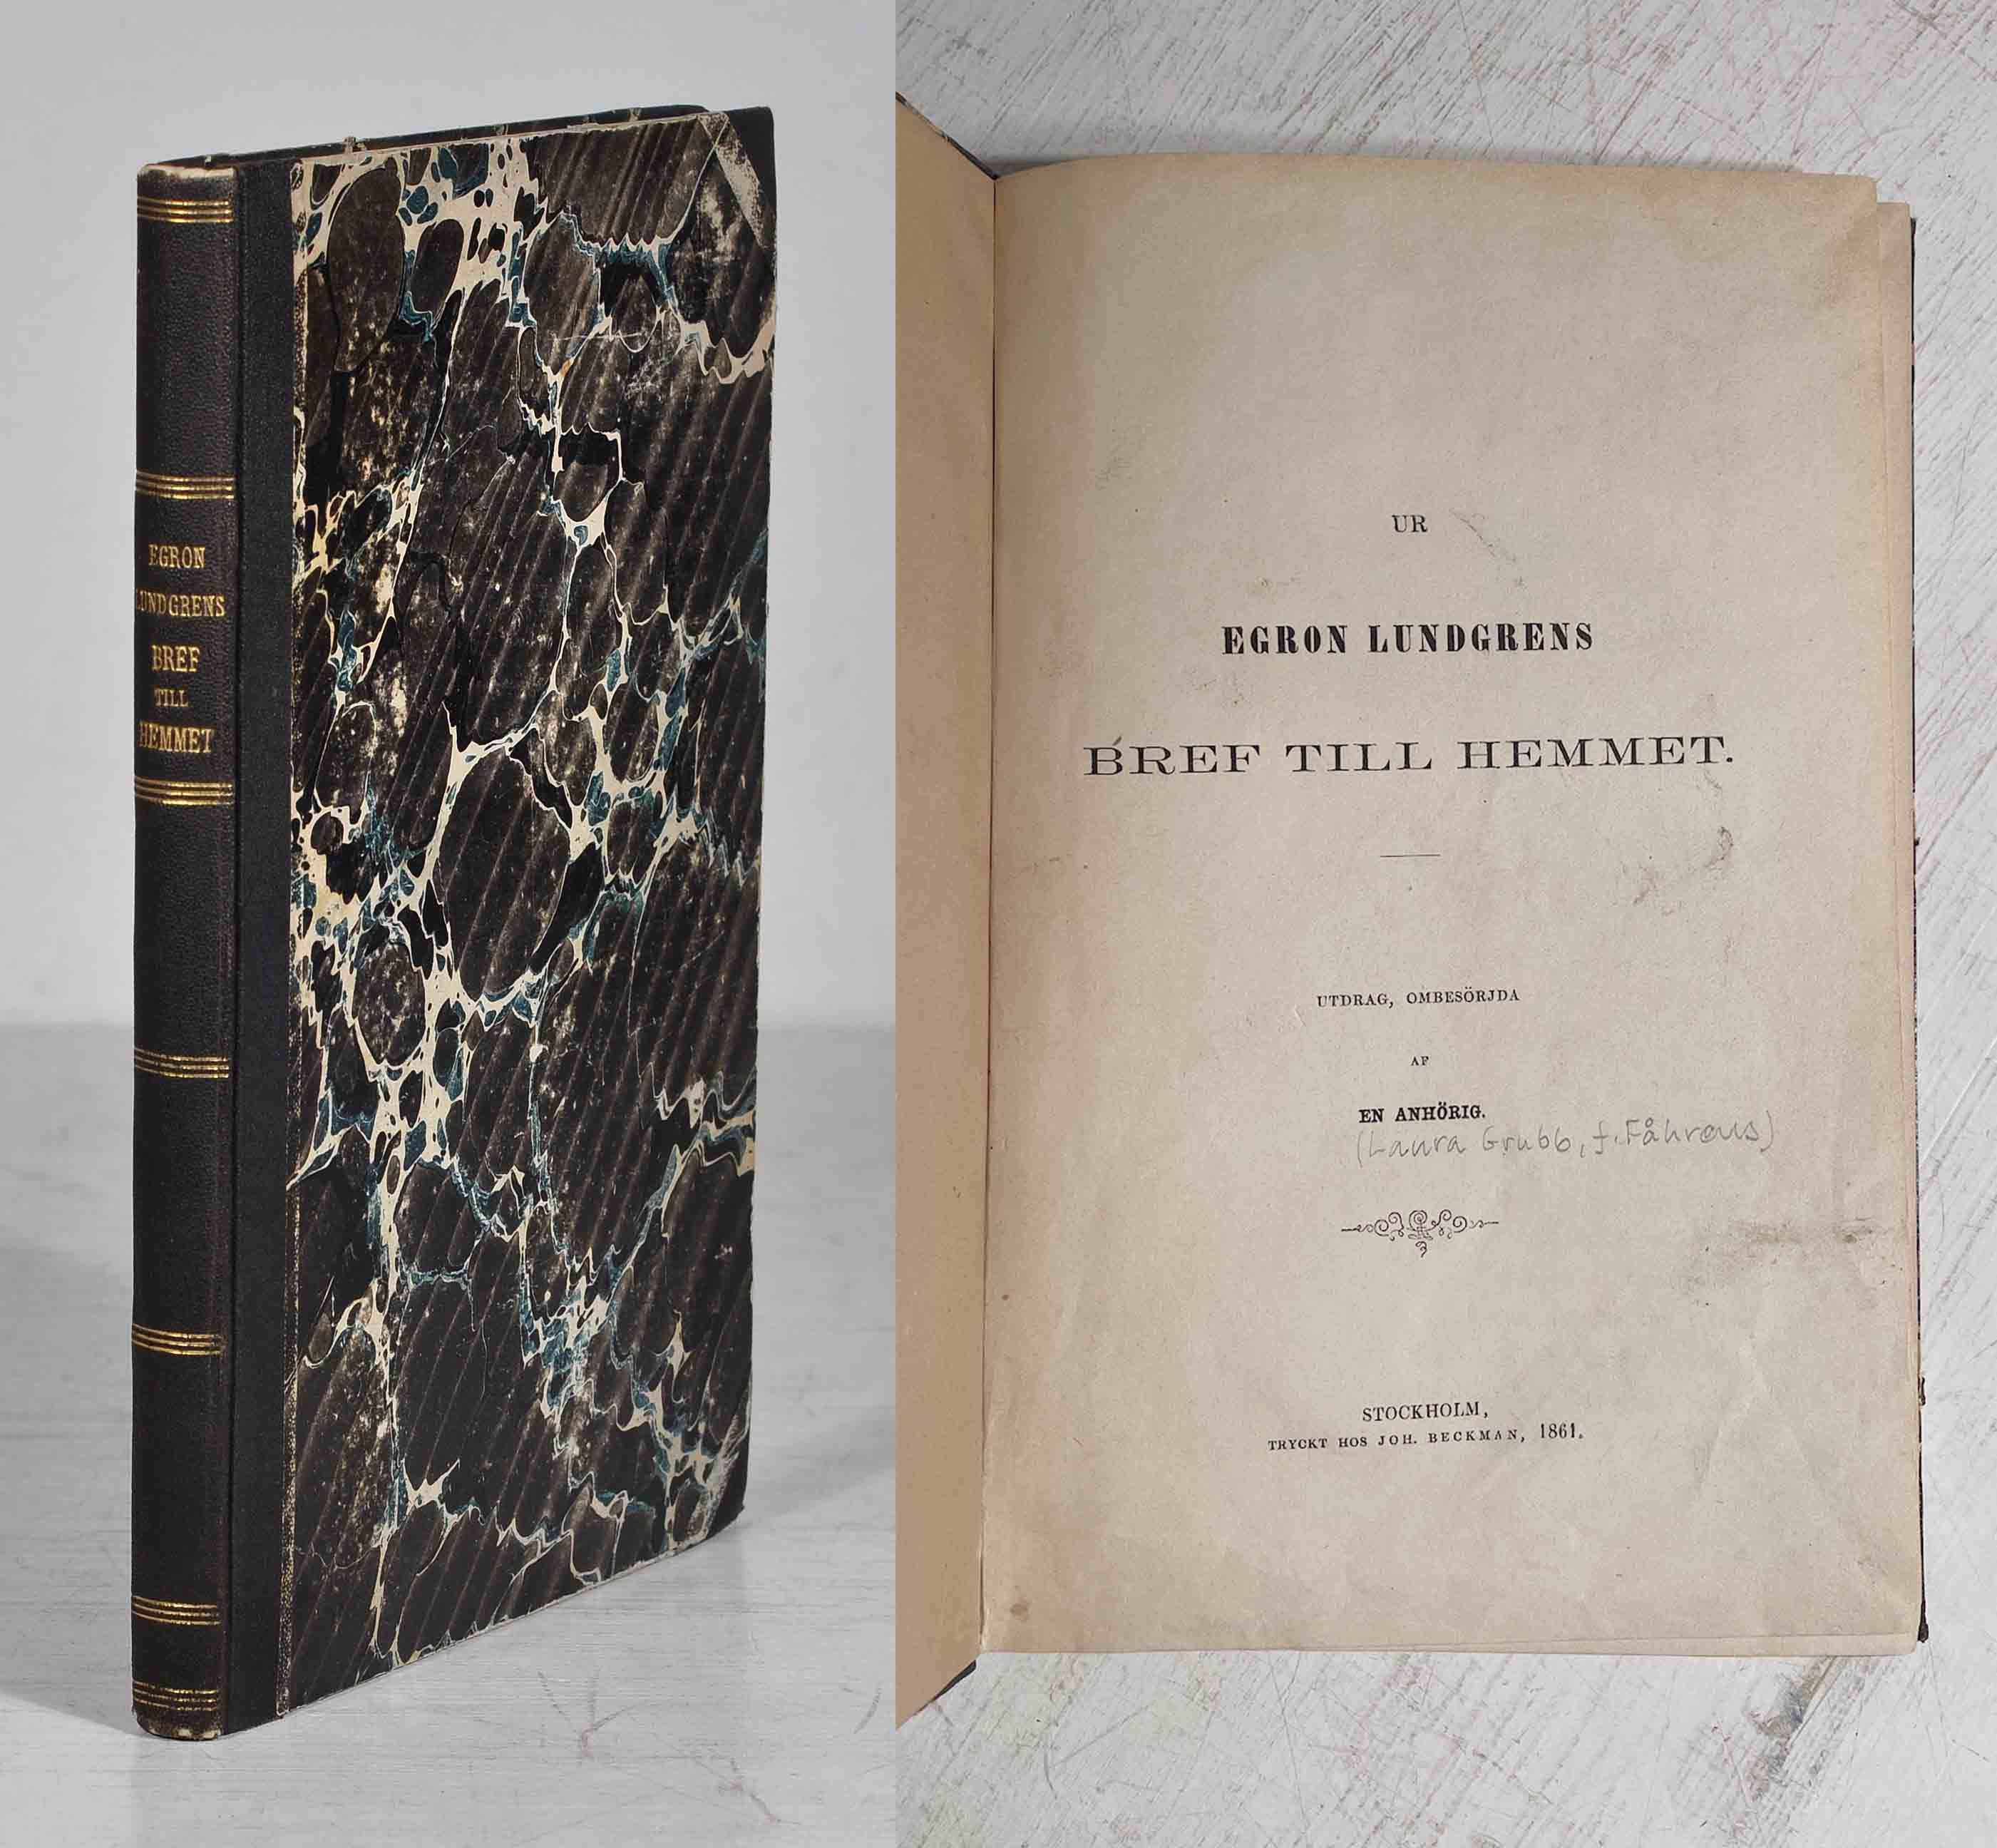 EGRON
LUNDGRENS
BREF
TILL
HEMMET
UR
EGRON LUNDGRENS
BREF TILL HEMMET.
UTDRAG, OMBESÖRJDA
AF
EN ANHÖRIG.
(Laura Grubb, f. Fåhræus)
STOCKHOLM,
TRYCKT HOS JOH. BECKMAN, 1861.